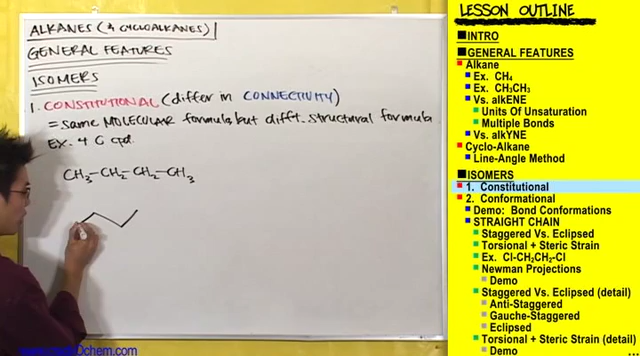 ALKANES (& CYCLOALKANES)
GENERAL FEATURES
ISOMERS
1. CONSTITUTIONAL (differ in CONNECTIVITY)
= same MOLECULAR formula but diff't. structural formula
EX. 4 C cpd.
CH3-CH2-CH2-CH3
LESSON OUTLINE
INTRO
GENERAL FEATURES
Alkane
Ex. CH4
Ex. CH3CH3
Vs. alkENE
Units Of Unsaturation
Multiple Bonds
Vs. alkYNE
Cyclo-Alkane
Line-Angle Method
ISOMERS
1. Constitutional
2. Conformational
Demo: Bond Conformations
STRAIGHT CHAIN
Staggered Vs. Eclipsed
Torsional + Steric Strain
Ex. Cl-CH2CH2-Cl
Newman Projections
Demo
Staggered Vs. Eclipsed (detail)
Anti-Staggered
Gauche-Staggered
Eclipsed
Torsional + Steric Strain (detail)
Demo